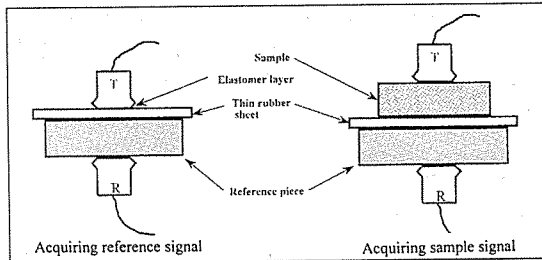 T
Sample
Elastomer layer
Thin rubber
sheet
Reference piece
R
Acquiring reference signal
T
R
Acquiring sample signal